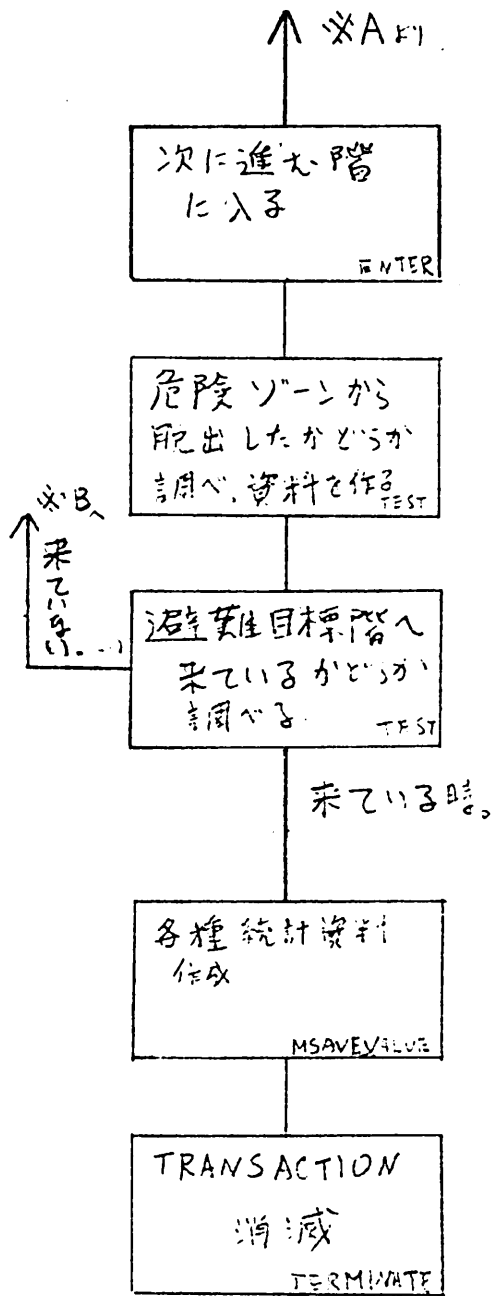 ※Aより
次に進む階
に入る
ENTER
危険ゾーンから
脱出したかどうか
調べ、資料を作る
TEST
※Bへ
来ていない
避難目標階へ
来ているかどうか
調べる
TEST
来ている時。
各種統計資料
作成
MSAVEVALUE
TRANSACTION
消滅
TERMINATE